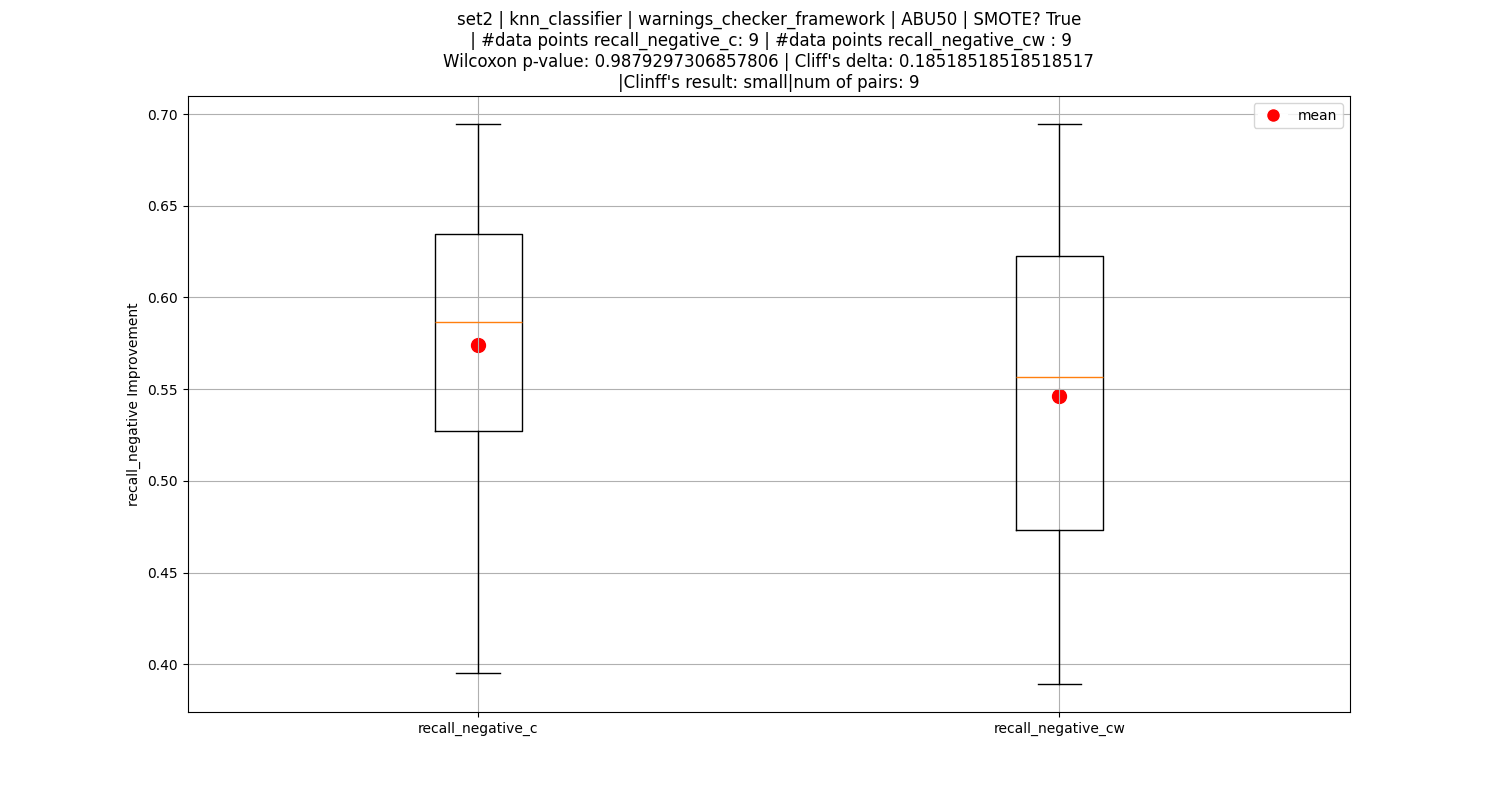 set2 | knn_classifier | warnings_checker_framework | ABU50 | SMOTE? True
| #data points recall_negative_c: 9 | #data points recall_negative_cw : 9
Wilcoxon p-value: 0.9879297306857806 | Cliff's delta: 0.18518518518518517
|Clinff's result: small|num of pairs: 9
mean
0.70
0.65
0.60
0.55
0.50
0.45
0.40
recall_negative Improvement
recall_negative_c
recall_negative_cw